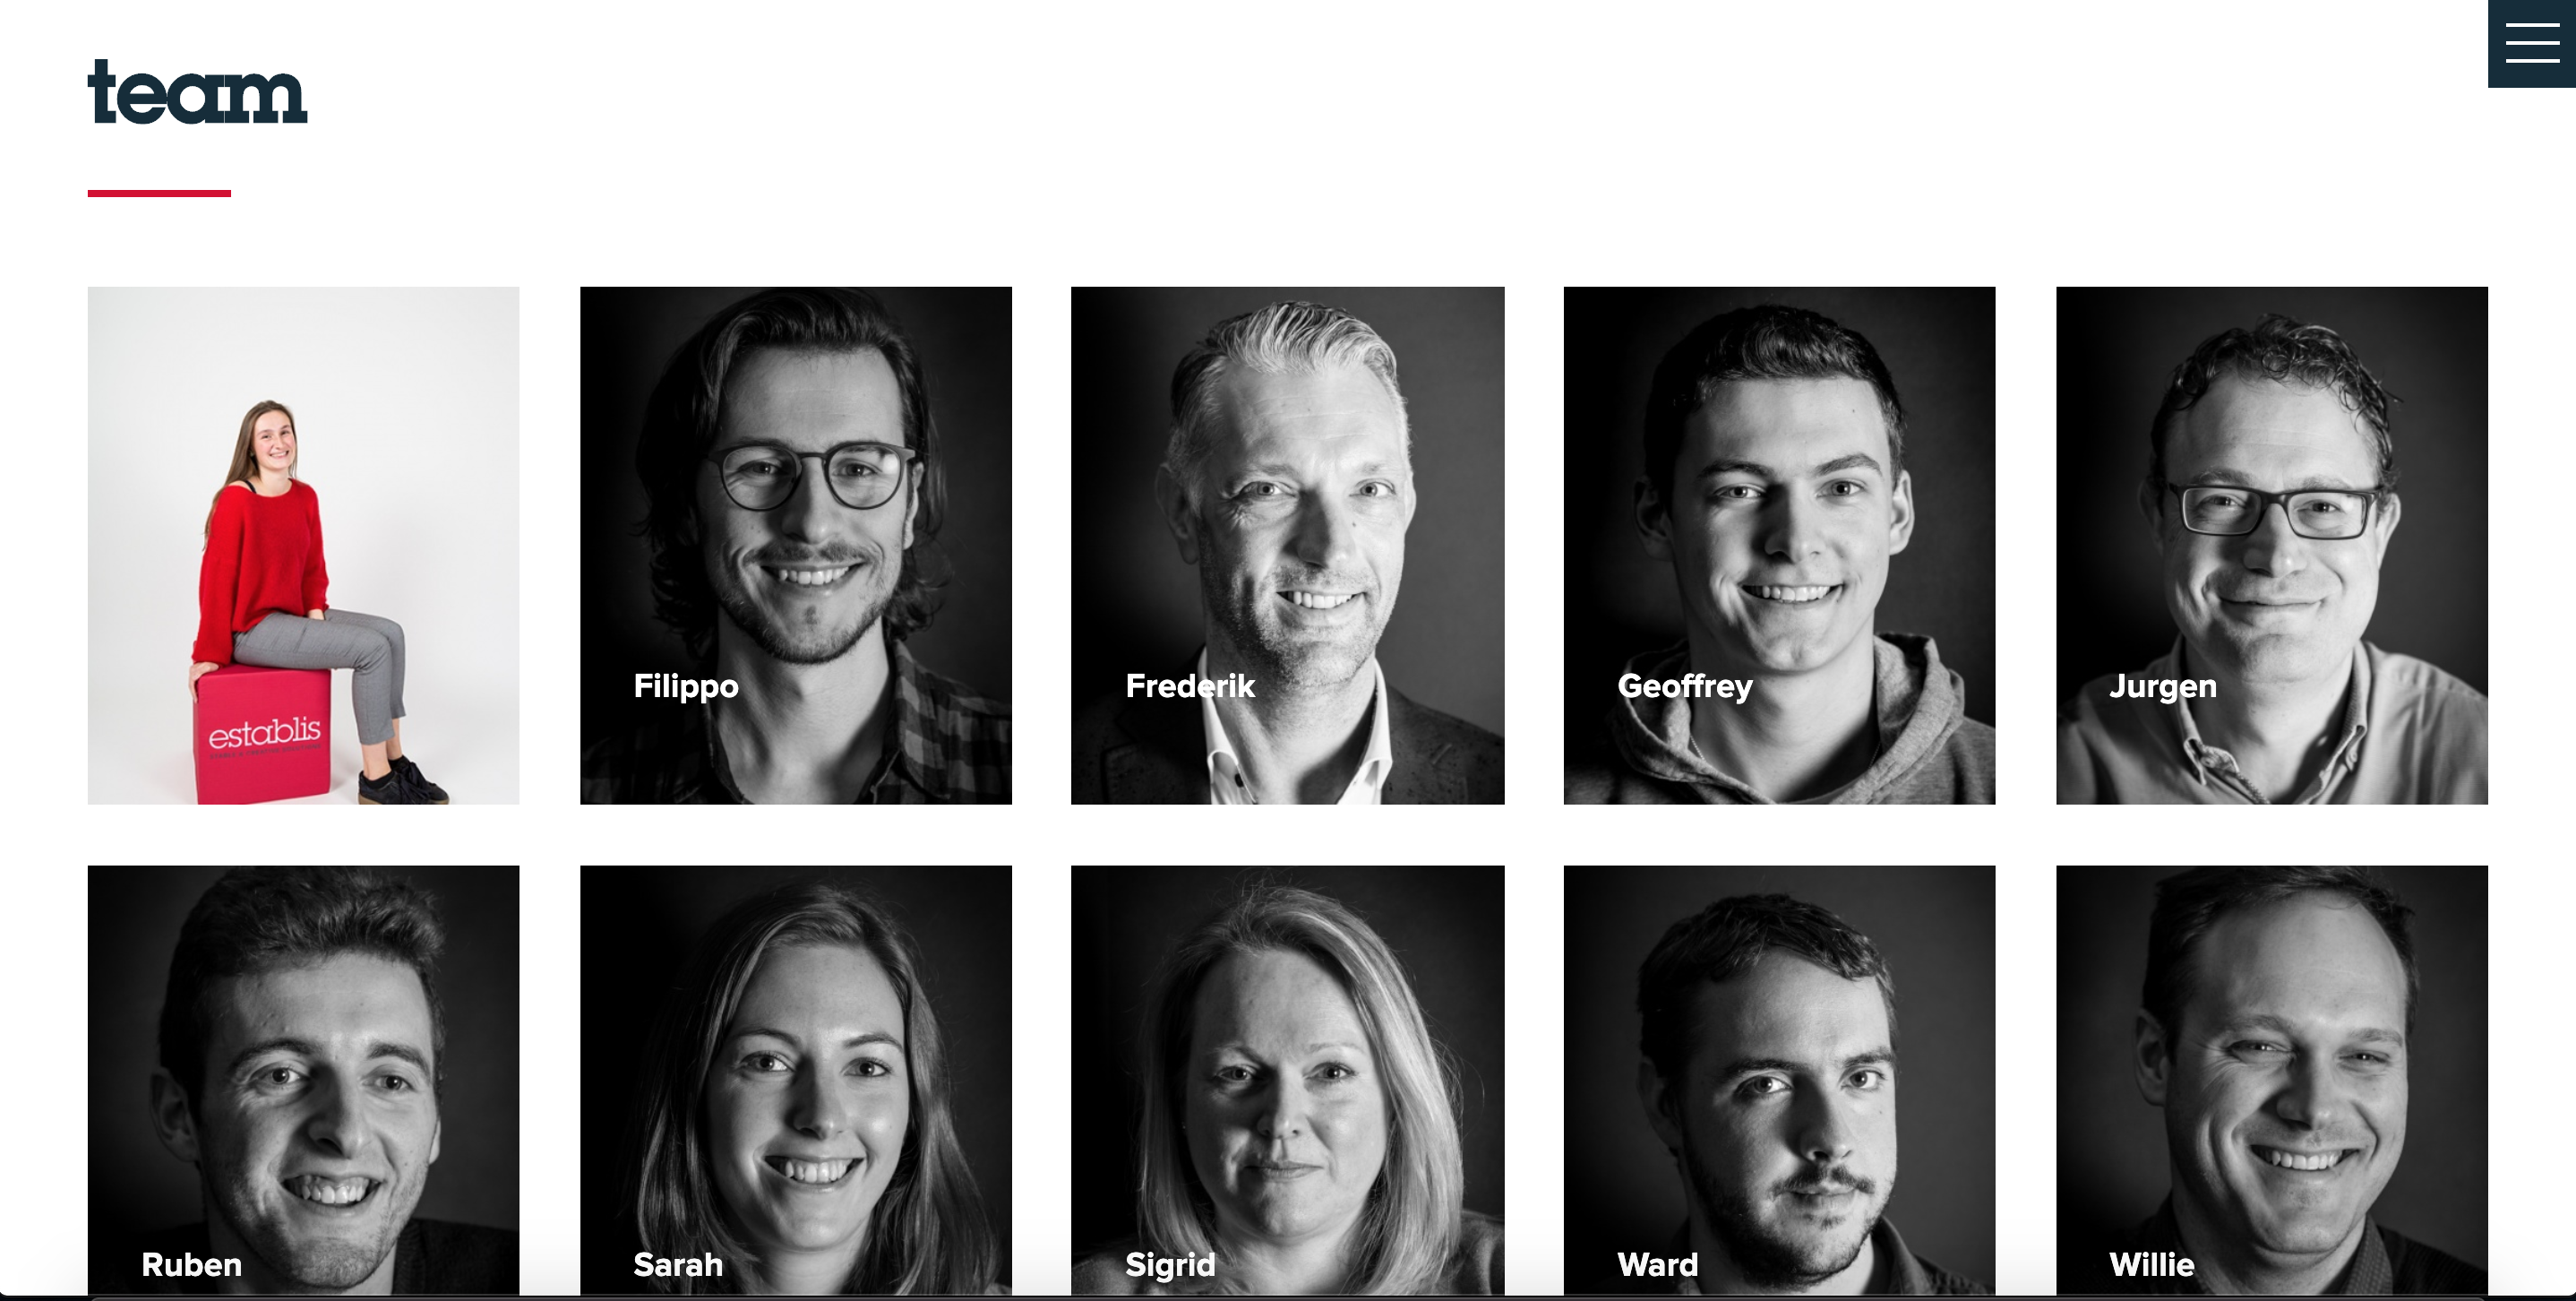 team
establis
Filippo
Frederik
Geoffrey
Jurgen
Ruben
Sarah
Sigrid
Ward
Willie